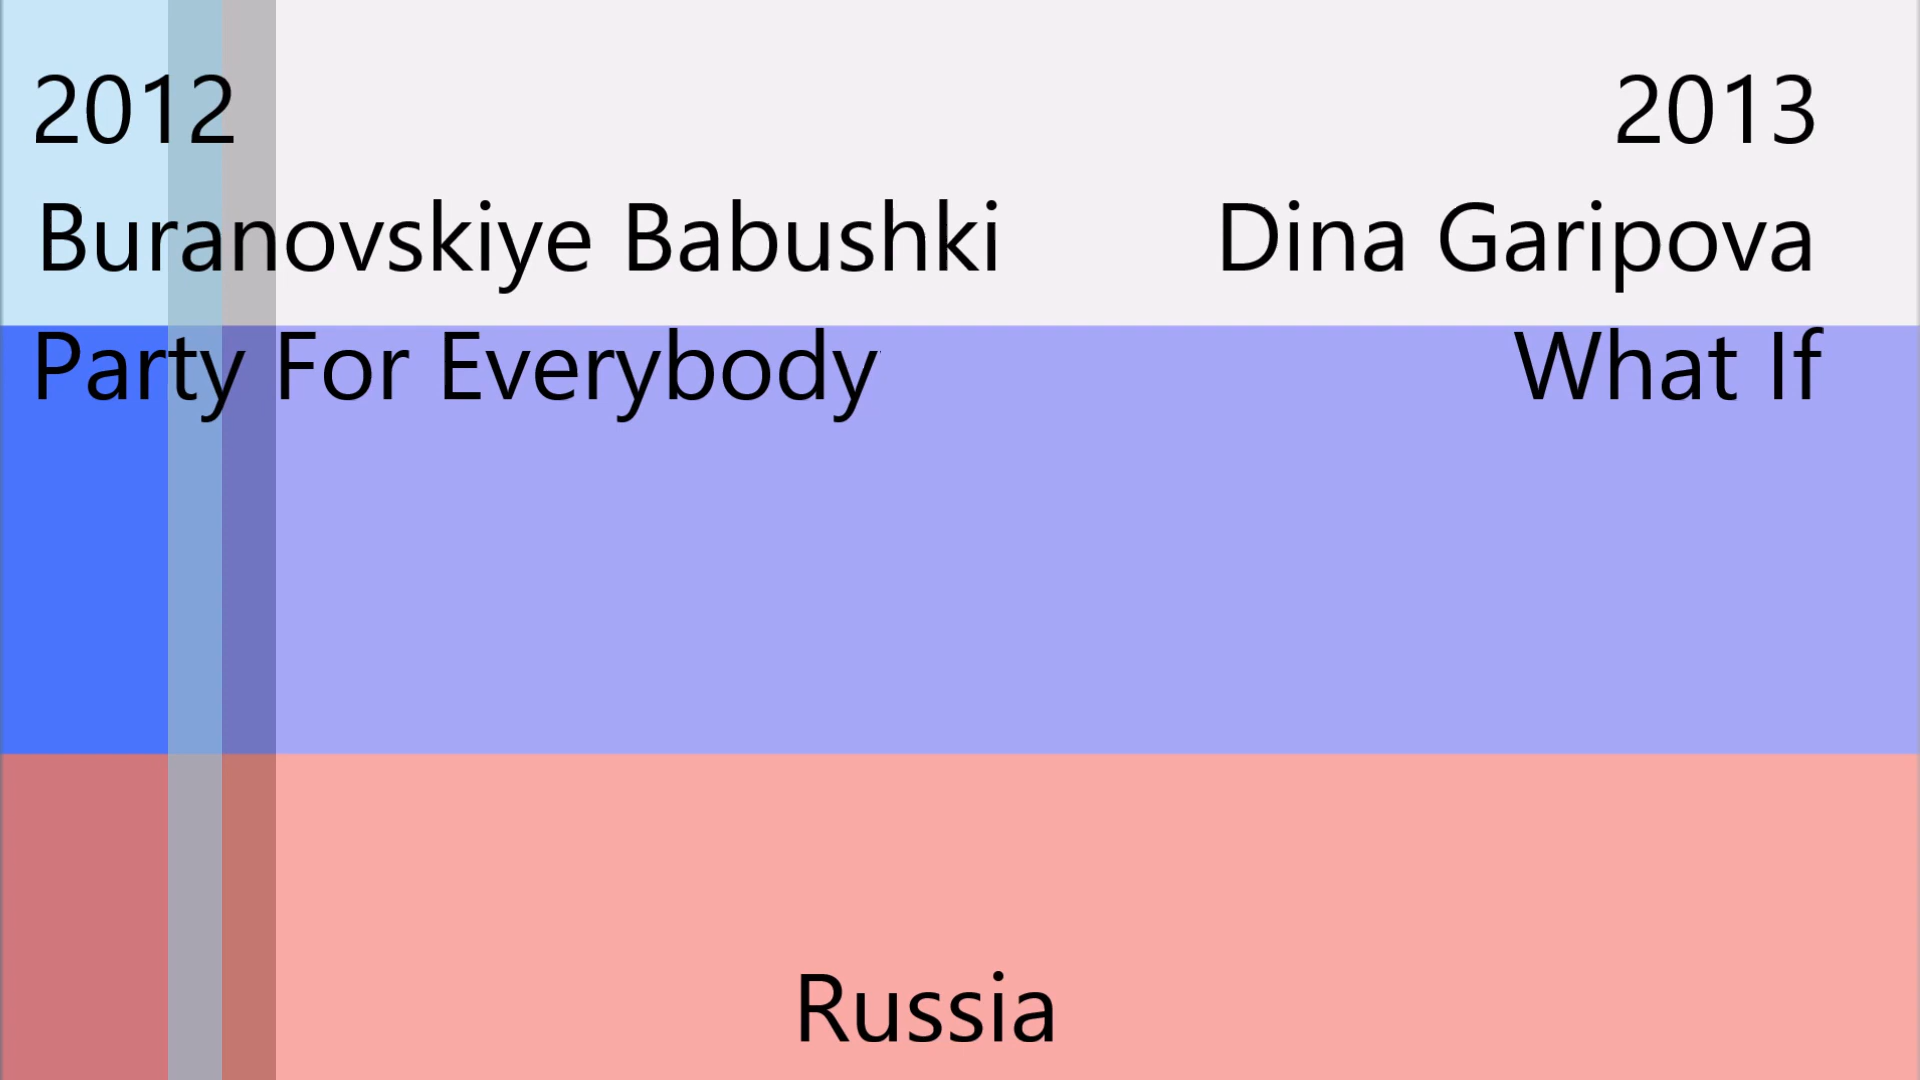 2012
Buranovskiye Babushki
Party For Everybody
2013
Dina Garipova
What If
Russia